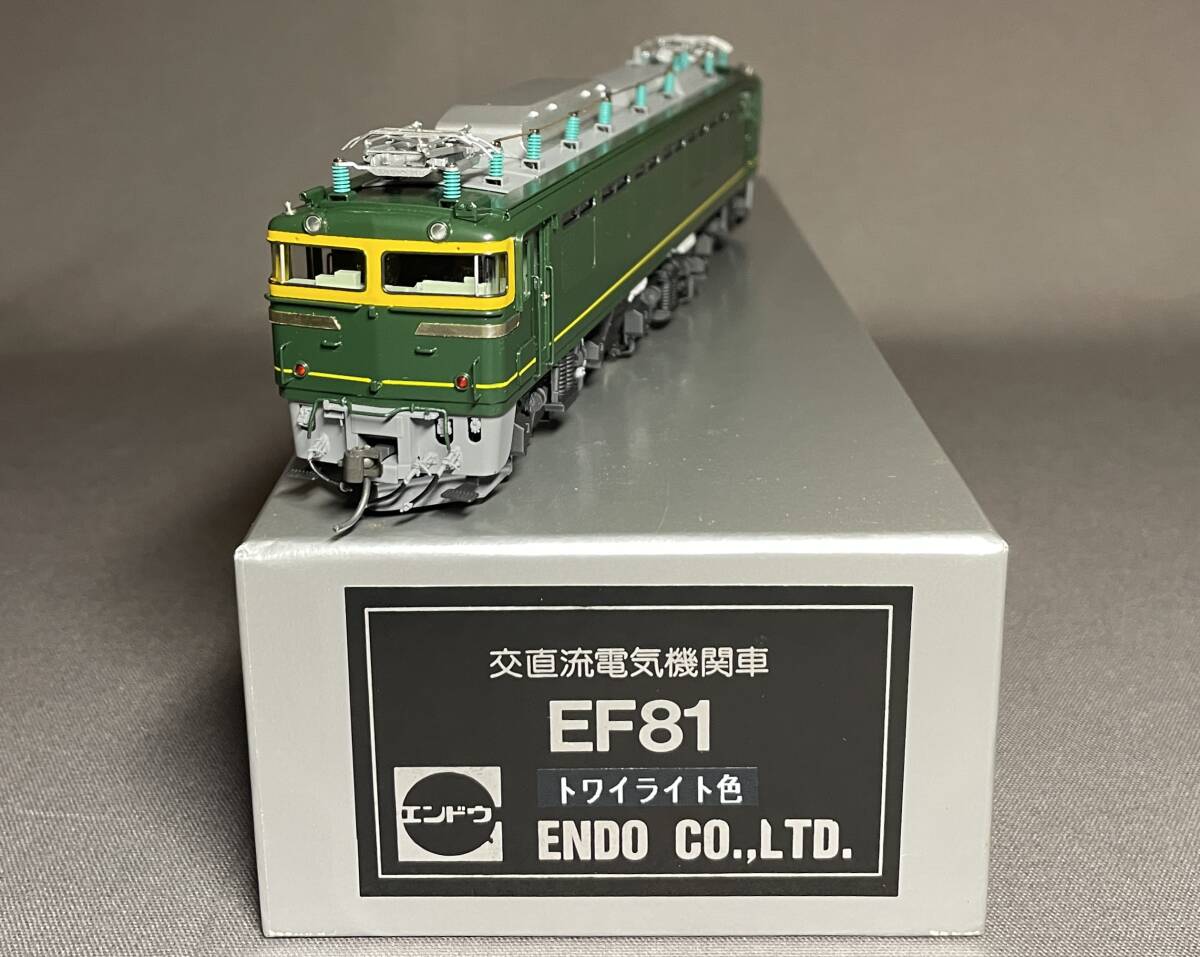 交直流電気機関車
EF81
トワイライト色
エンドウ
ENDO CO.,LTD.